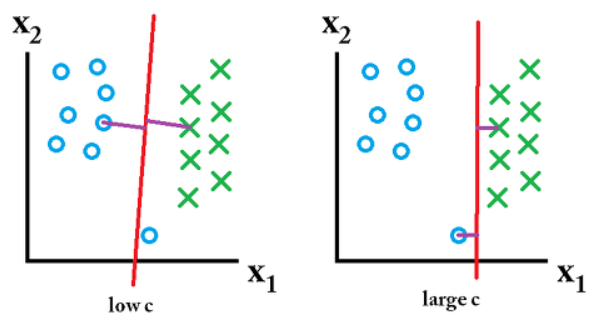 x₂
x₁
low c
x₂
x₁
large c